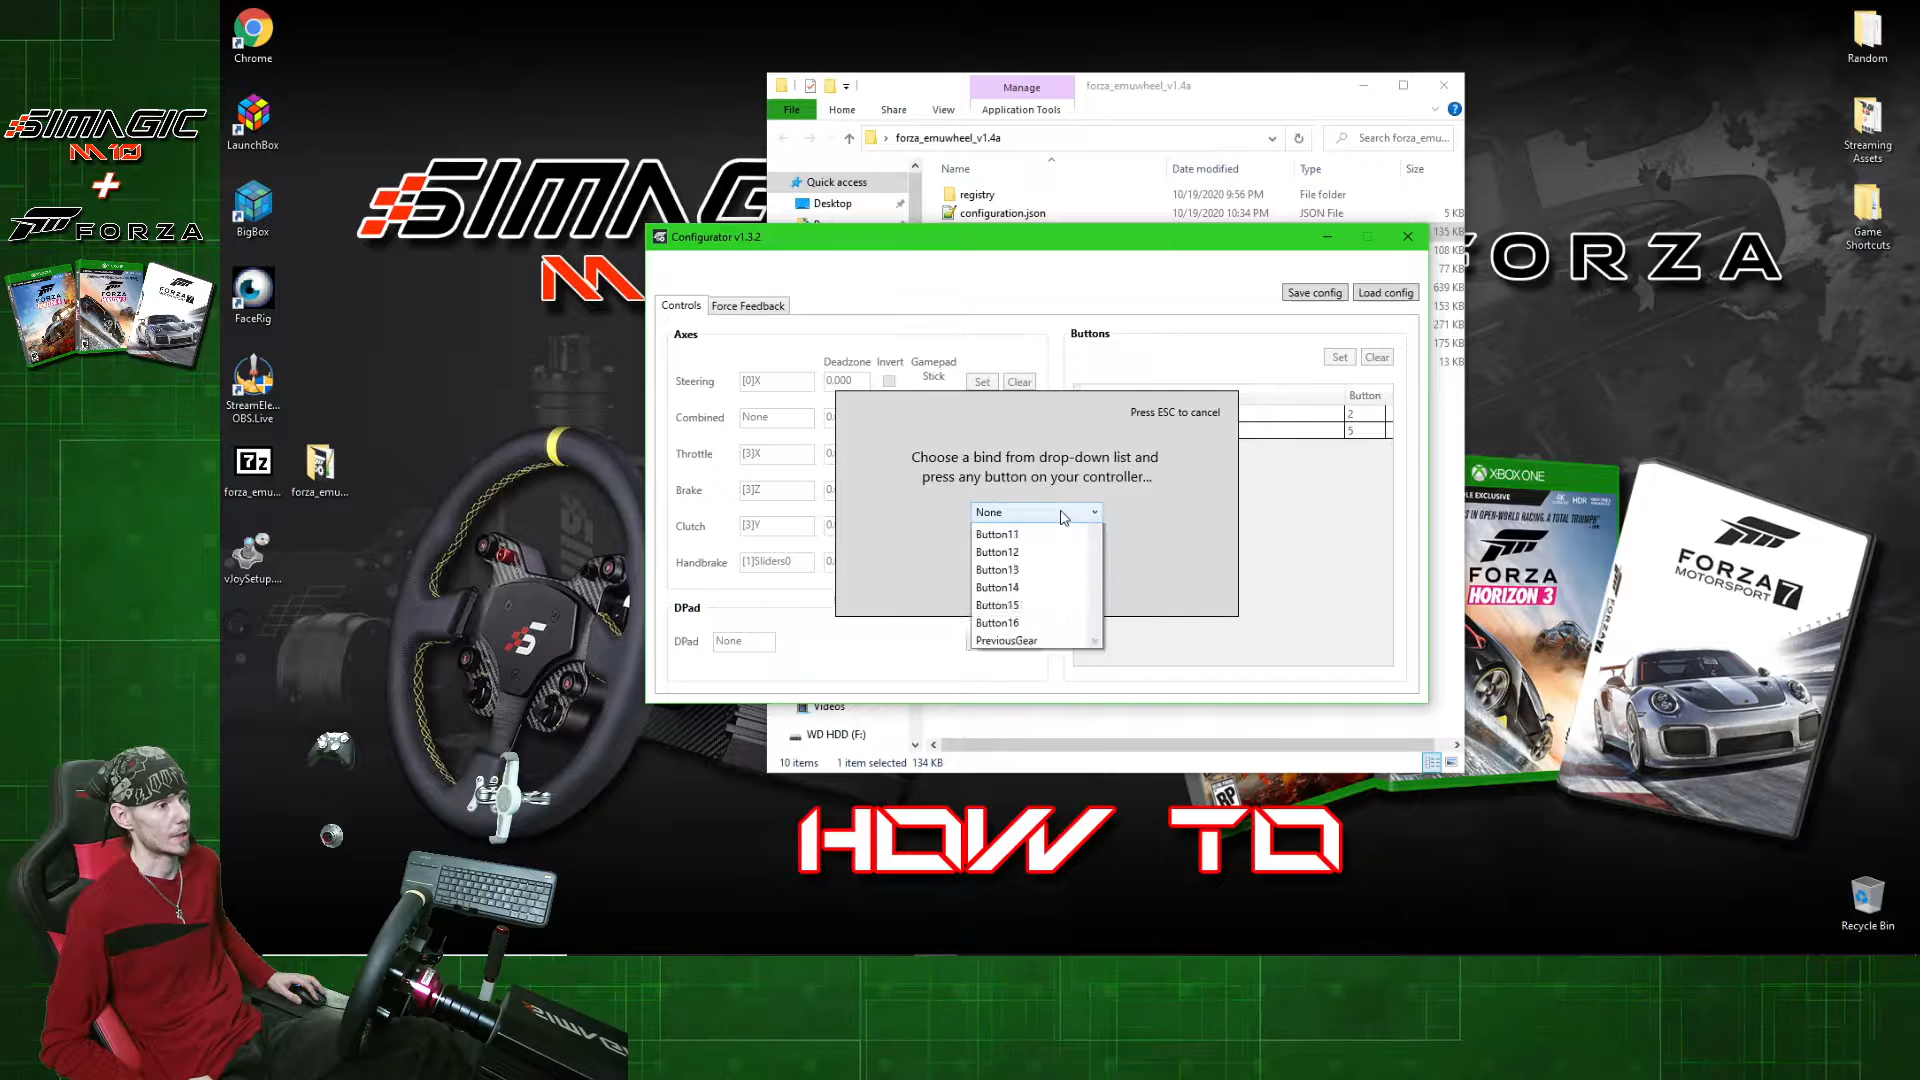 Chrome
LaunchBox
BigBox
FaceRig
StreamEle...
OBS.Live
forza_emu...
forza_emu...
vJoySetup....
SIMAGIC
M10
+
FORZA
SIMAGIC
M
FORZA
Manage
forza_emuwheel_v1.4a
File
Home
Share
View
Application Tools
forza_emuwheel_v1.4a
Search forza_emu...
Name
Date modified
Type
Size
Quick access
Desktop
registry
10/19/2020 9:56 PM
File folder
configuration.json
10/19/2020 10:34 PM
JSON File
5 KB
135 KB
108 KB
77 KB
639 KB
153 KB
271 KB
175 KB
13 KB
Configurator v1.3.2
Save config
Load config
Controls
Force Feedback
Axes
Deadzone
Invert
Gamepad
Stick
Steering
[0]X
0.000
Set
Clear
Combined
None
0.
Throttle
[3]X
0.
Brake
[3]Z
0.
Clutch
[3]Y
0.
Handbrake
[1]Sliders0
0.
DPad
DPad
None
Buttons
Set
Clear
Button
2
5
Press ESC to cancel
Choose a bind from drop-down list and
press any button on your controller...
None
Button11
Button12
Button13
Button14
Button15
Button16
PreviousGear
Videos
WD HDD (F:)
10 items
1 item selected 134 KB
HOW TO
Random
Streaming
Assets
Game
Shortcuts
Recycle Bin
XBOX ONE
FORZA
HORIZON 3
FORZA
MOTORSPORT 7
RP
SIMAGIC